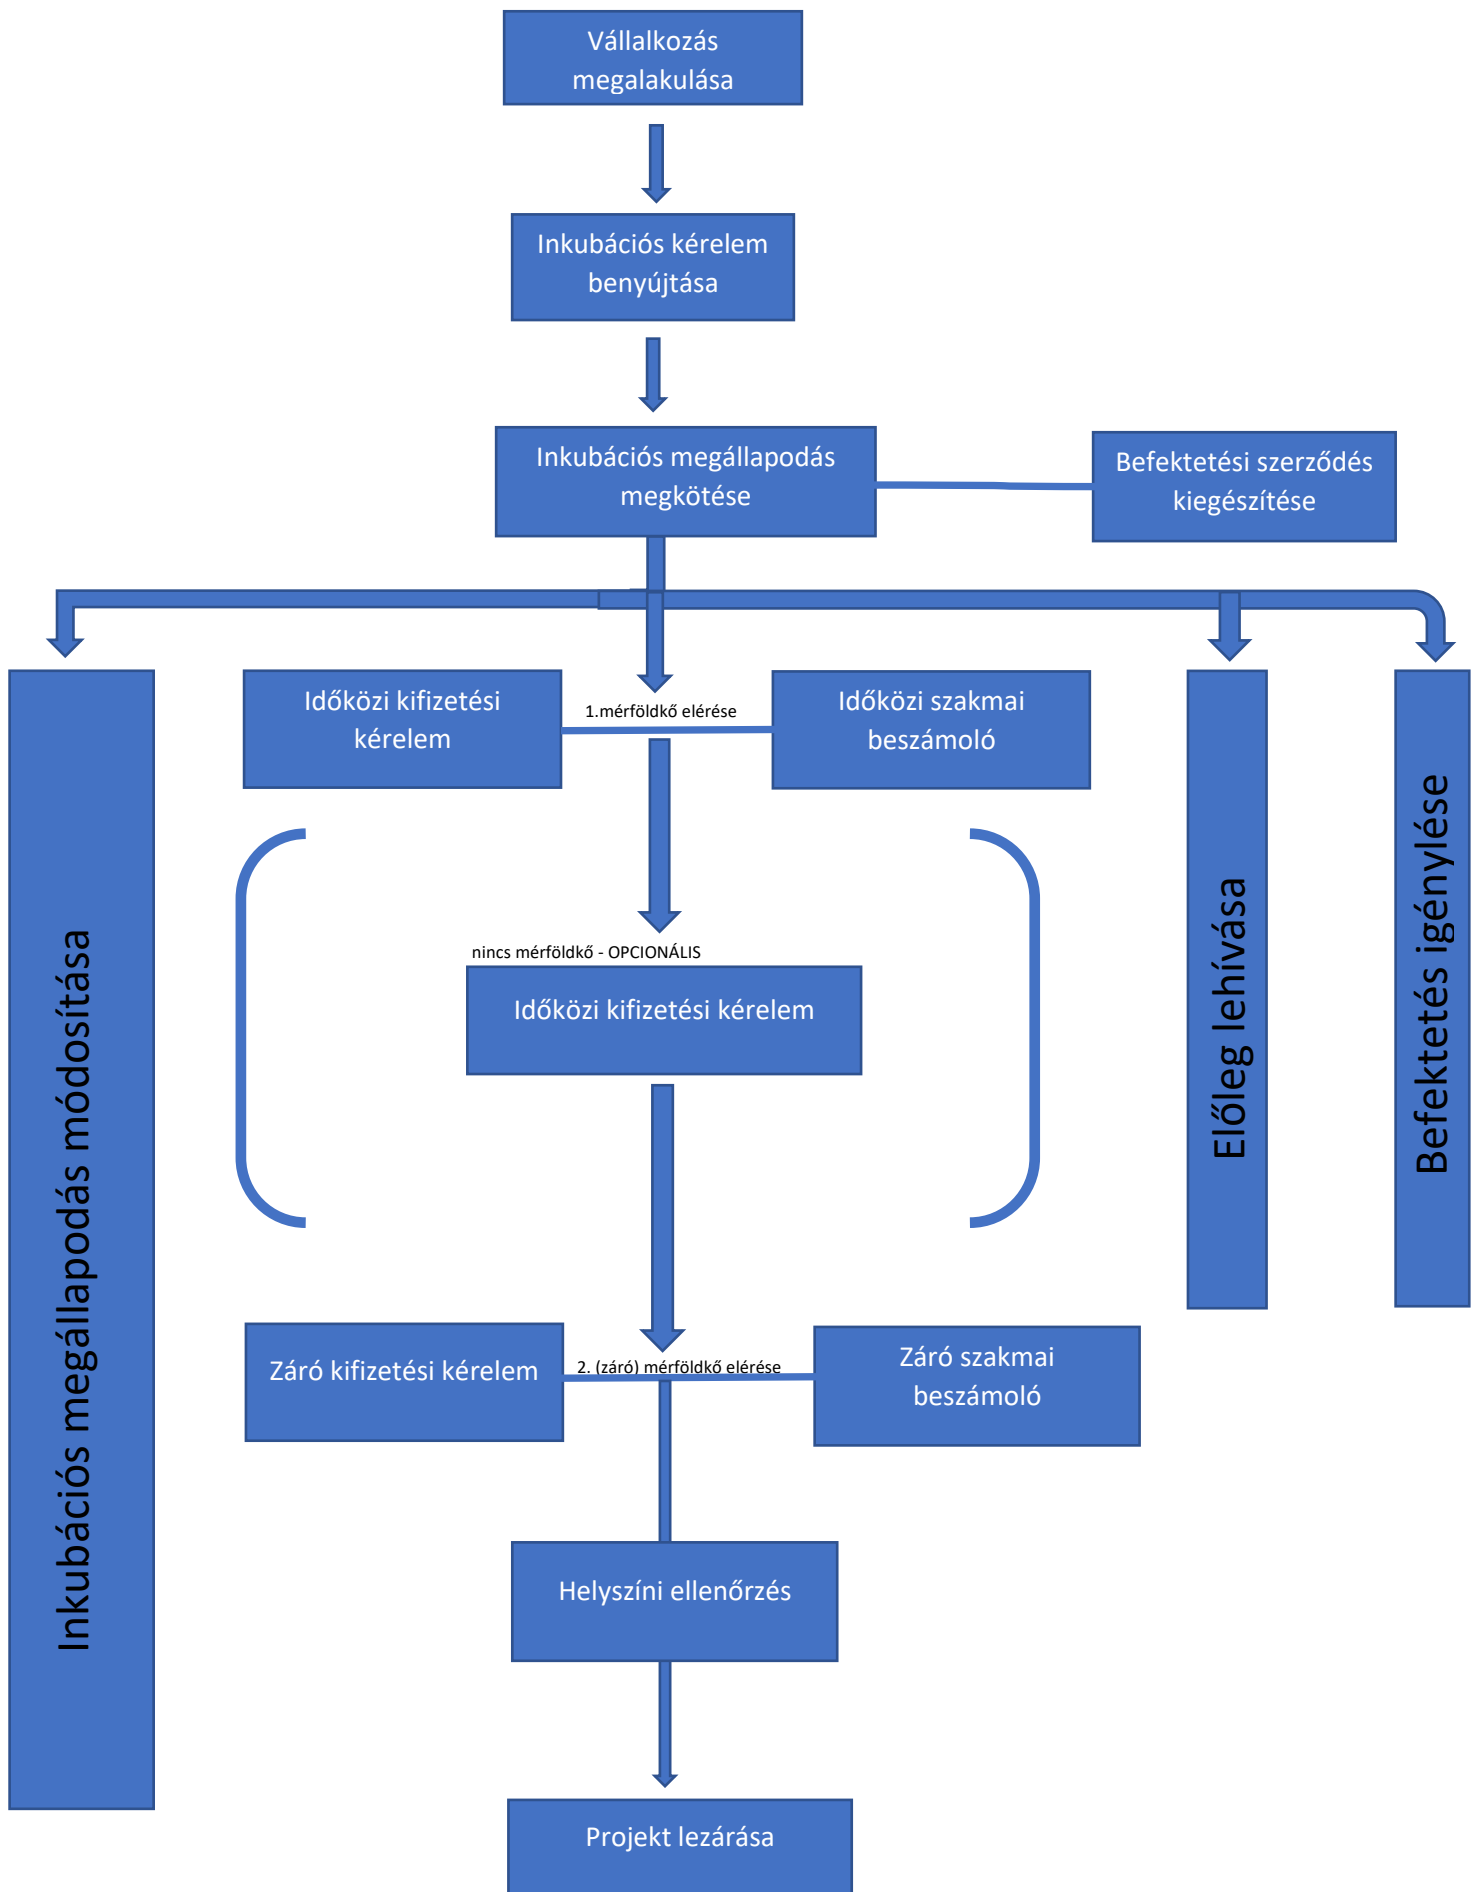 Vállalkozás
megalakulása
Inkubációs kérelem
benyújtása
Inkubációs megállapodás
megkötése
Befektetési szerződés
kiegészítése
Időközi kifizetési
kérelem
1.mérföldkő elérése
Időközi szakmai
beszámoló
nincs mérföldkő - OPCIONÁLIS
Időközi kifizetési kérelem
Záró kifizetési kérelem
2. (záró) mérföldkő elérése
Záró szakmai
beszámoló
Helyszíni ellenőrzés
Projekt lezárása
Inkubációs megállapodás módosítása
Előleg lehívása
Befektetés igénylése